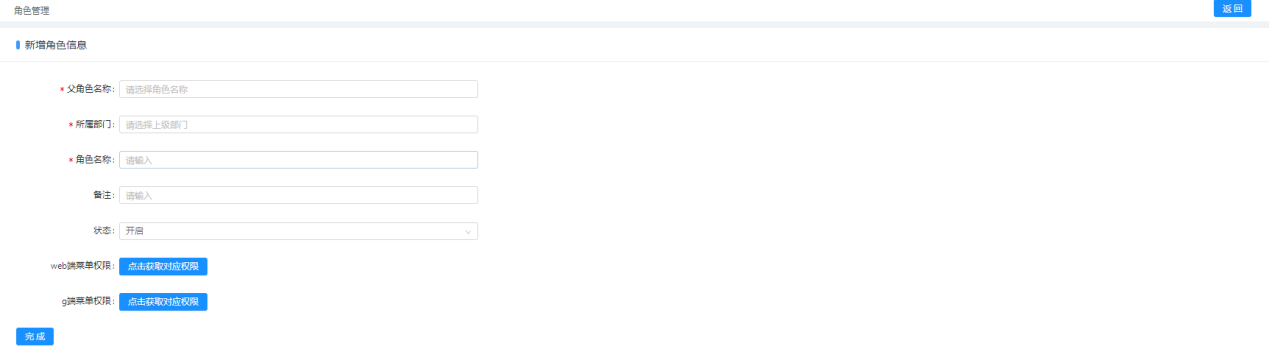 角色管理
返 回
新增角色信息
* 父角色名称: 请选择角色名称
* 所属部门: 请选择上级部门
* 角色名称: 请输入
备注: 请输入
状态: 开启
web端菜单权限: 点击获取对应权限
g端菜单权限: 点击获取对应权限
完 成